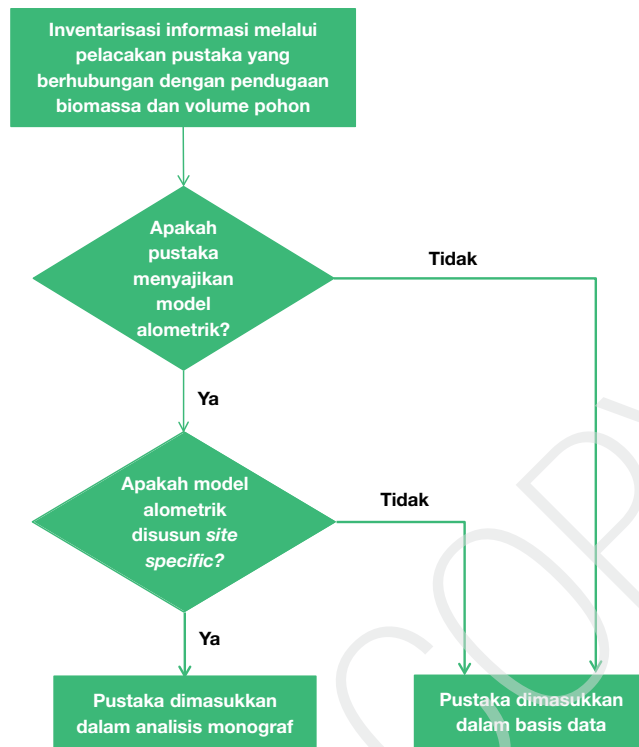 Inventarisasi informasi melalui
pelacakan pustaka yang
berhubungan dengan pendugaan
biomassa dan volume pohon
Apakah
pustaka
menyajikan
model
alometrik?
Tidak
Ya
Apakah model
alometrik
disusun site
specific?
Tidak
Ya
Pustaka dimasukkan
dalam analisis monograf
Pustaka dimasukkan
dalam basis data
COPY